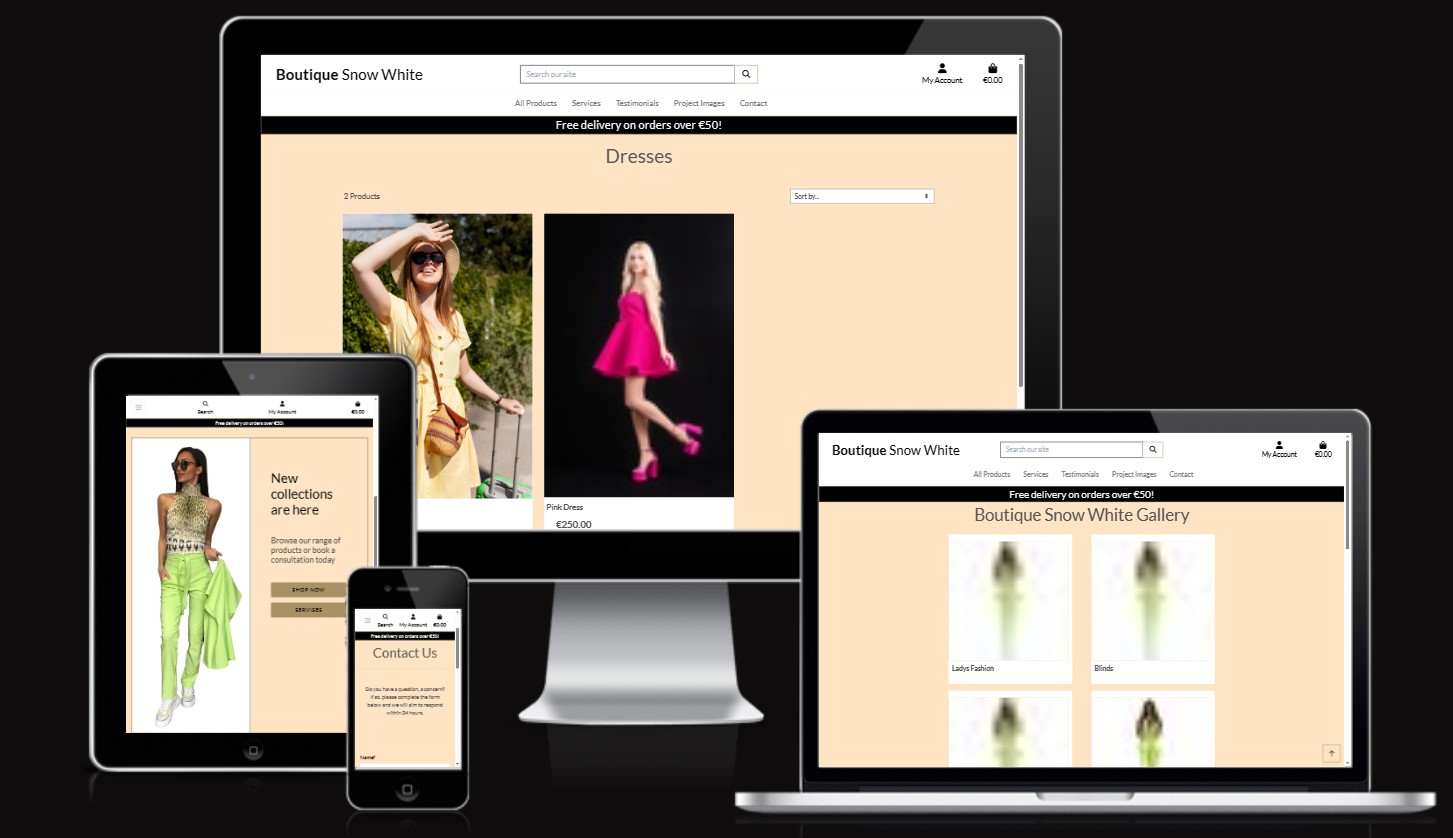 Boutique Snow White
Search our site
My Account
€0.00
All Products Services Testimonials Project Images Contact
Free delivery on orders over €50!
Dresses
2 Products
Sort by...
Pink Dress
€250.00
Search
My Account
€0.00
Free delivery on orders over €50!
New
collections
are here
Browse our range of
products or book a
consultation today
SHOP NOW
SERVISES
Search
My Account
€0.00
Free delivery on orders over €50!
Contact Us
Do you have a question, a concern?
If so, please complete the form
below and we will aim to respond
within 24 hours.
Name*
Boutique Snow White
Search our site
My Account
€0.00
All Products Services Testimonials Project Images Contact
Free delivery on orders over €50!
Boutique Snow White Gallery
Ladys Fashion
Blinds